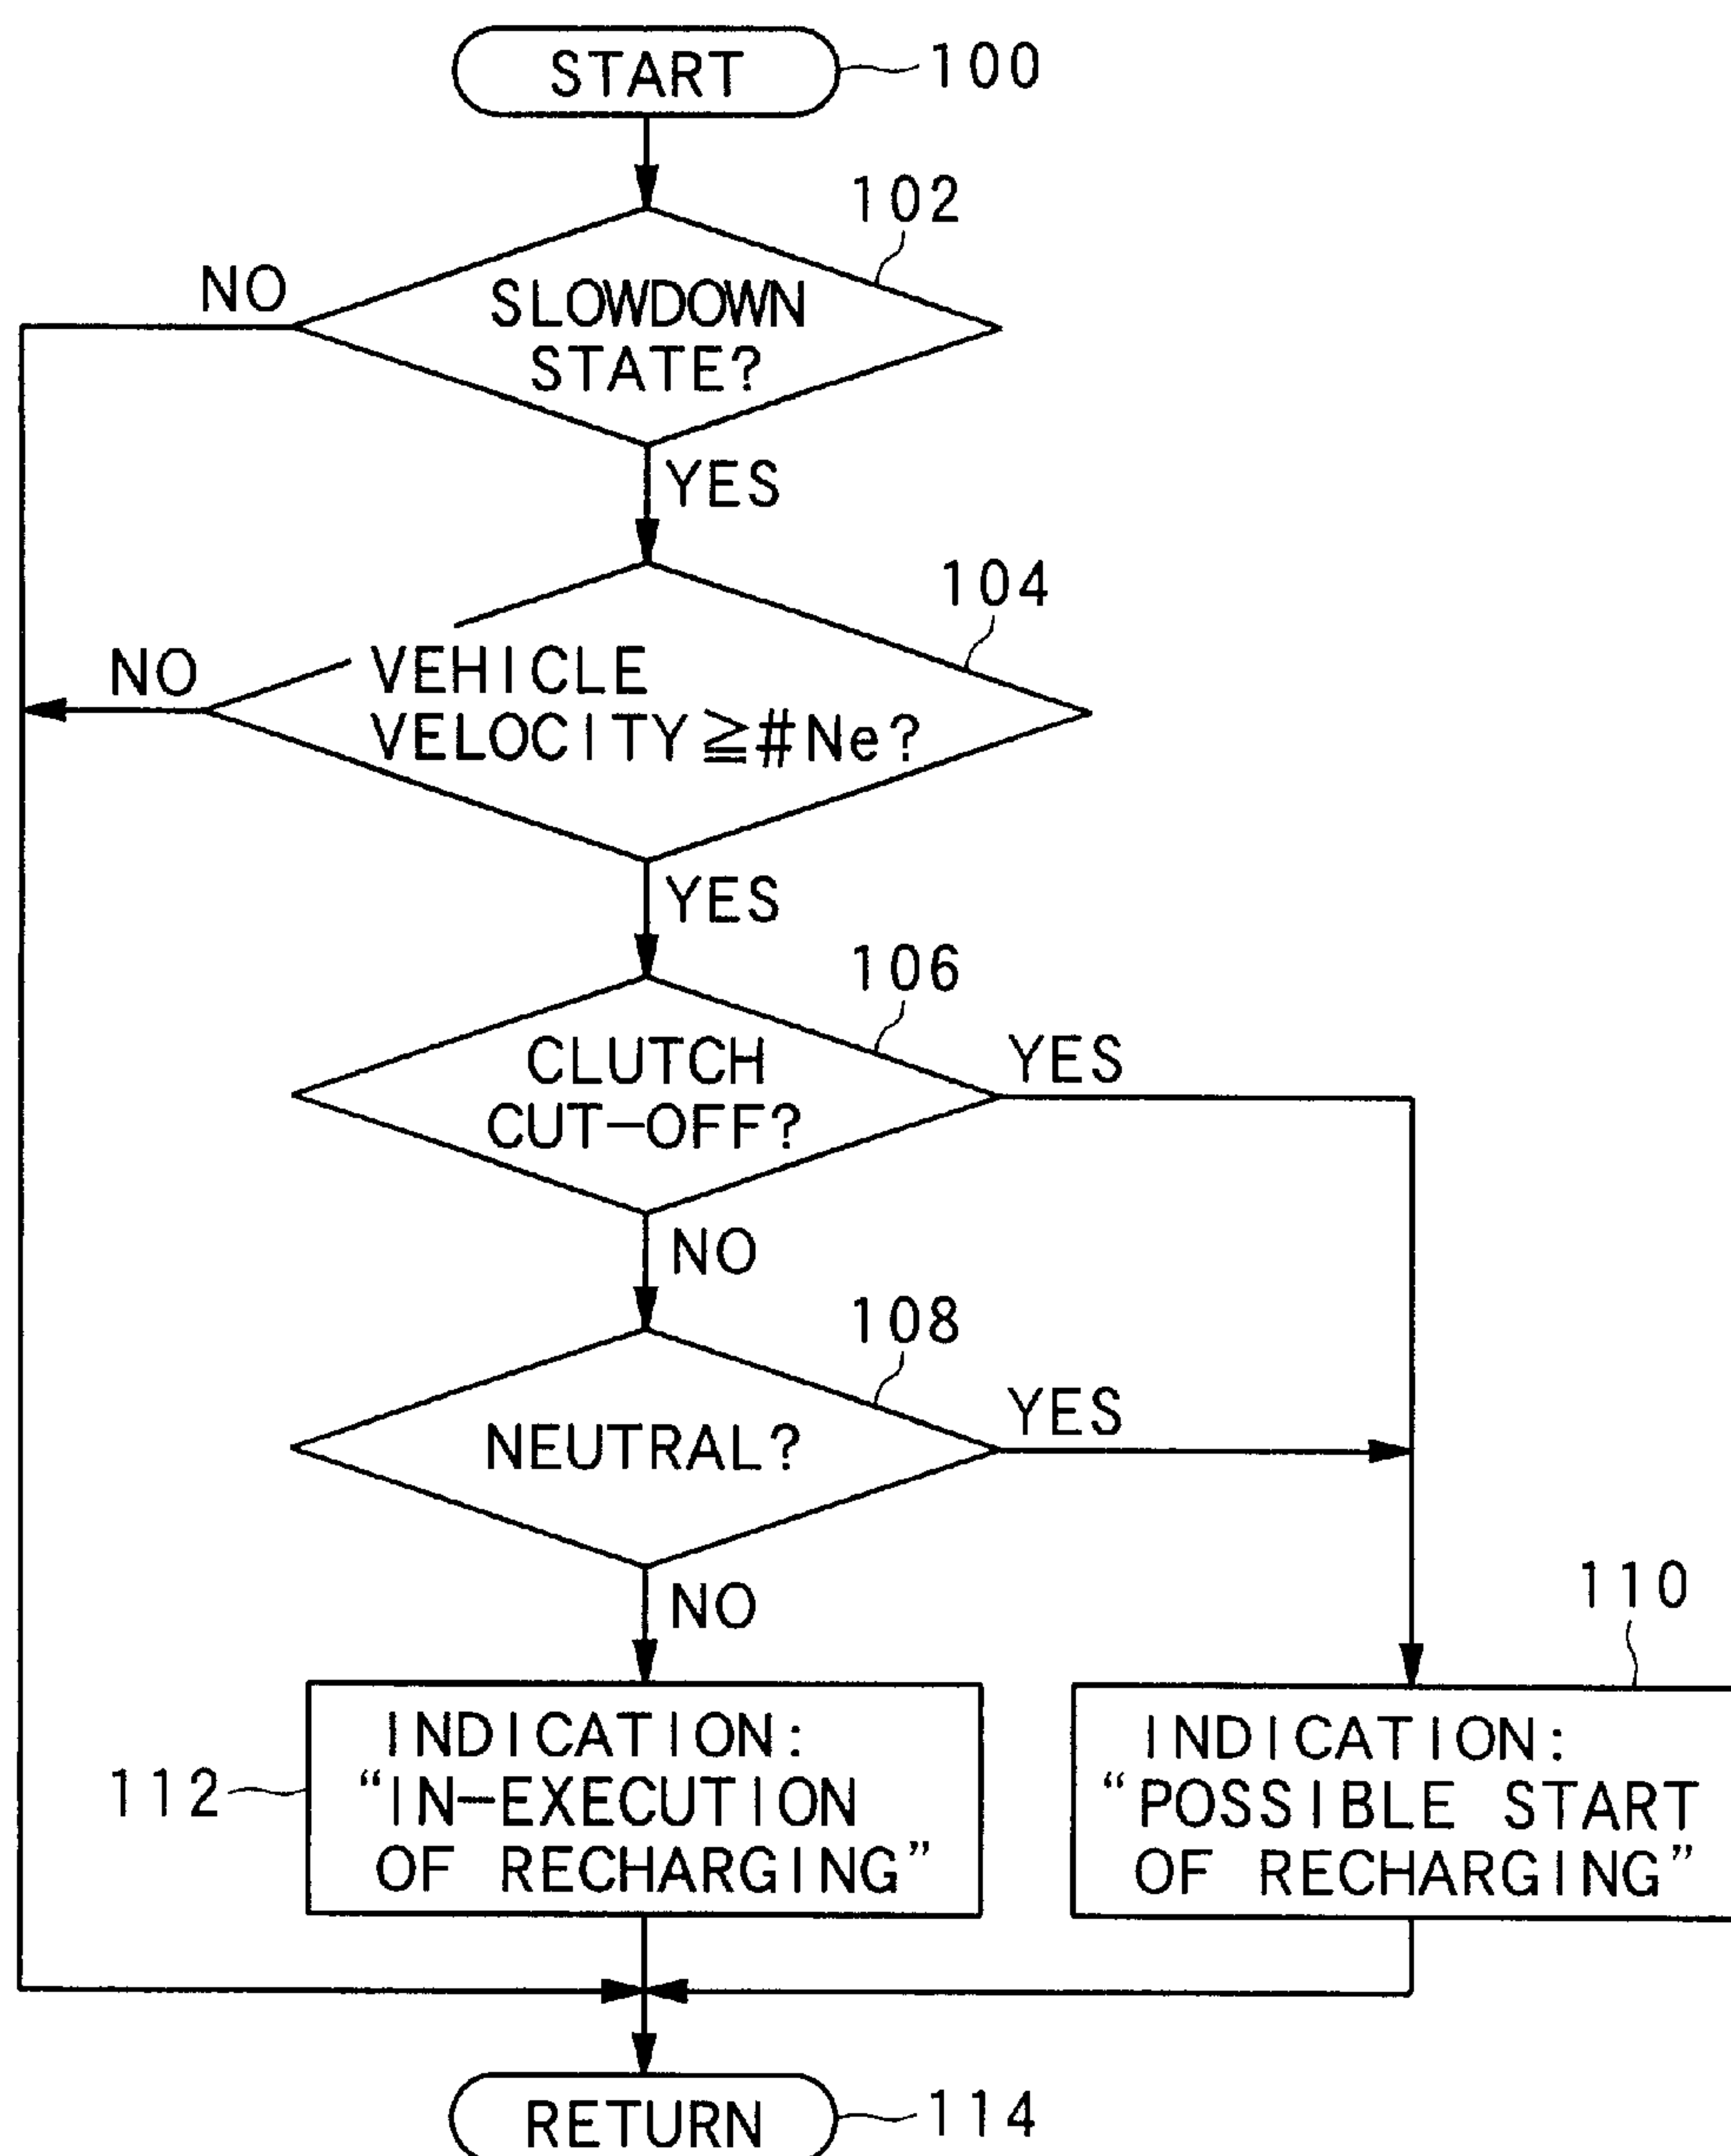 START
100
102
NO
SLOWDOWN
STATE?
YES
104
NO
VEHICLE
VELOCITY≧#Ne?
YES
106
CLUTCH
CUT-OFF?
YES
NO
108
NEUTRAL?
YES
NO
110
INDICATION:
“IN-EXECUTION
OF RECHARGING”
112
INDICATION:
“POSSIBLE START
OF RECHARGING”
RETURN
114